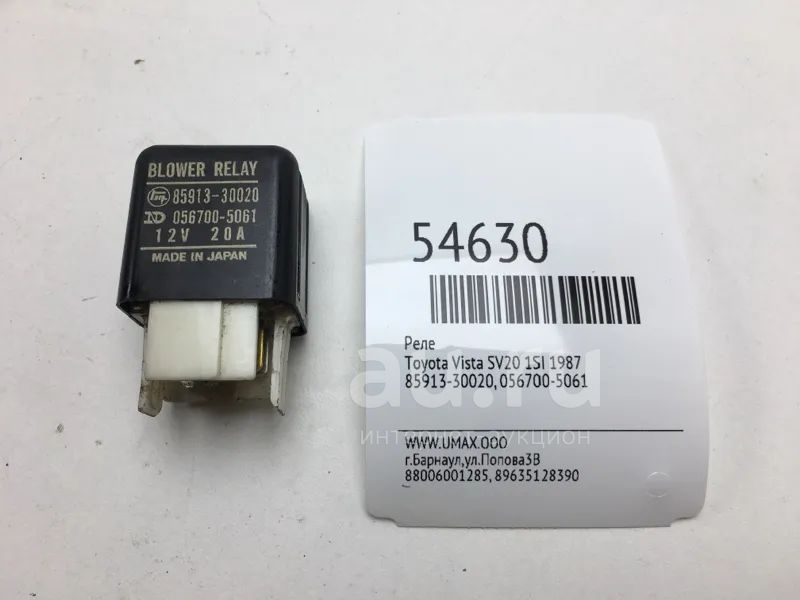 BLOWER RELAY
85913-30020
ND 056700-5061
12V 20A
MADE IN JAPAN
54630
Реле
Toyota Vista SV20 1SI 1987
85913-30020, 056700-5061
au.ru
интернет-аукцион
WWW.UMAX.OOO
г.Барнаул,ул.Попова3В
88006001285, 89635128390